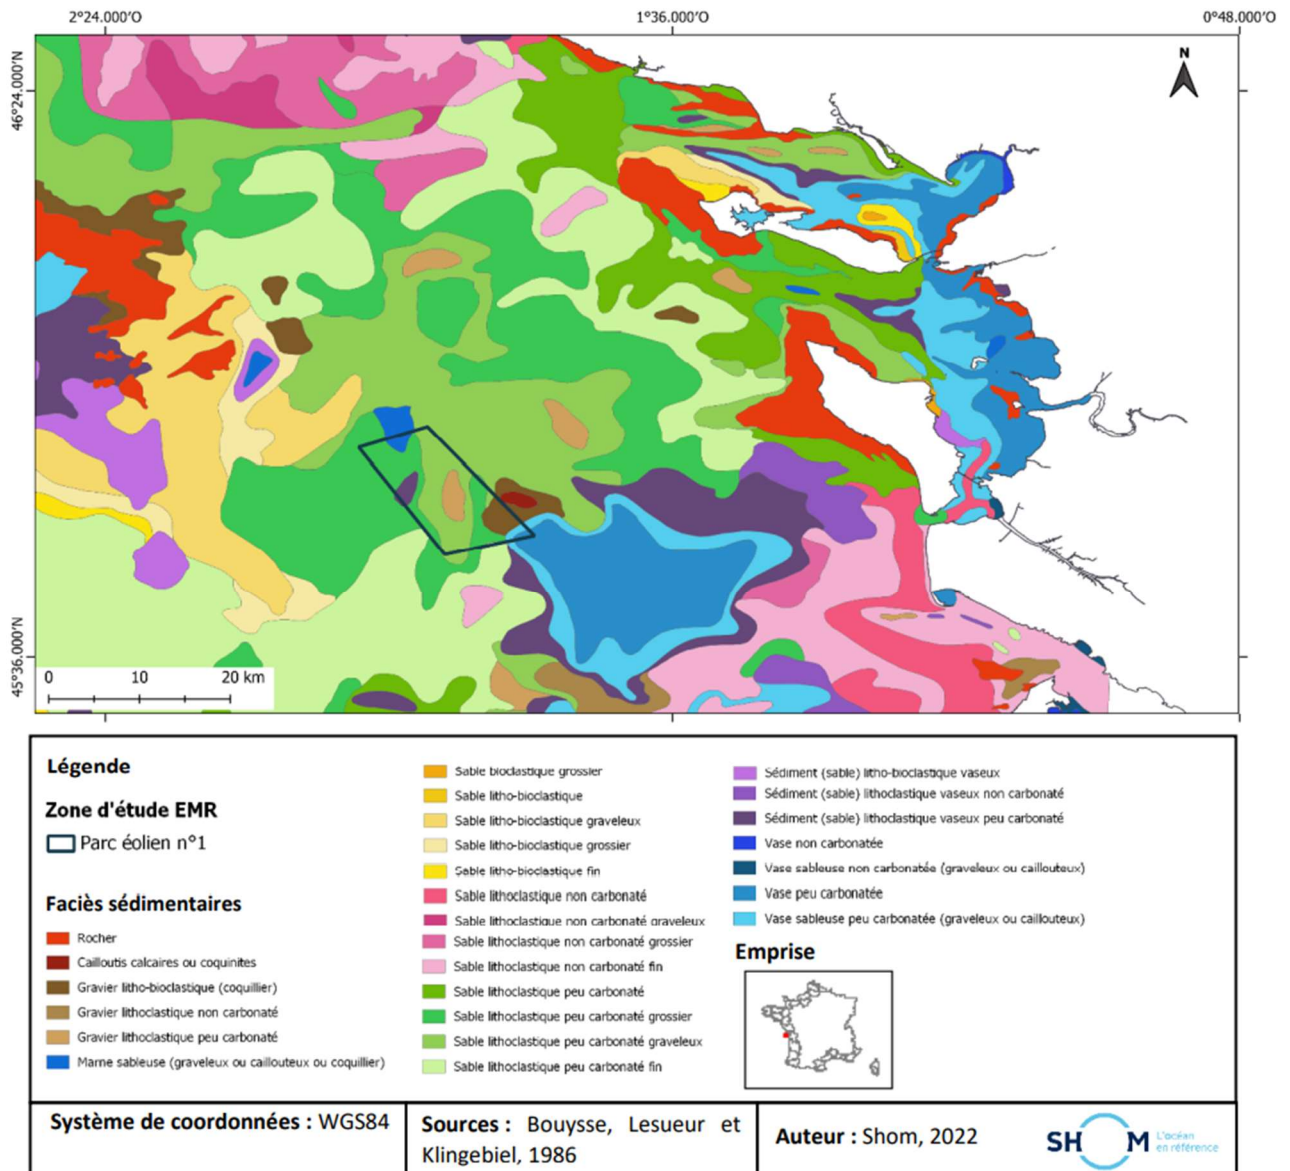 2°24.000'O
1°36.000'O
0°48.000'O
46°24.000'N
45°36.000'N
N
0 10 20 km
Légende
Zone d'étude EMR
Parc éolien n°1
Faciès sédimentaires
Rocher
Cailloutis calcaires ou coquinites
Gravier litho-bioclastique (coquillier)
Gravier lithoclastique non carbonaté
Gravier lithoclastique peu carbonaté
Marne sableuse (graveleux ou caillouteux ou coquillier)
Sable bioclastique grossier
Sable litho-bioclastique
Sable litho-bioclastique graveleux
Sable litho-bioclastique grossier
Sable litho-bioclastique fin
Sable lithoclastique non carbonaté
Sable lithoclastique non carbonaté graveleux
Sable lithoclastique non carbonaté grossier
Sable lithoclastique non carbonaté fin
Sable lithoclastique peu carbonaté
Sable lithoclastique peu carbonaté grossier
Sable lithoclastique peu carbonaté graveleux
Sable lithoclastique peu carbonaté fin
Sédiment (sable) litho-bioclastique vaseux
Sédiment (sable) lithoclastique vaseux non carbonaté
Sédiment (sable) lithoclastique vaseux peu carbonaté
Vase non carbonatée
Vase sableuse non carbonatée (graveleux ou caillouteux)
Vase peu carbonatée
Vase sableuse peu carbonatée (graveleux ou caillouteux)
Emprise
Système de coordonnées : WGS84
Sources : Bouysse, Lesueur et
Klingebiel, 1986
Auteur : Shom, 2022
SHOM
L'océan
en référence